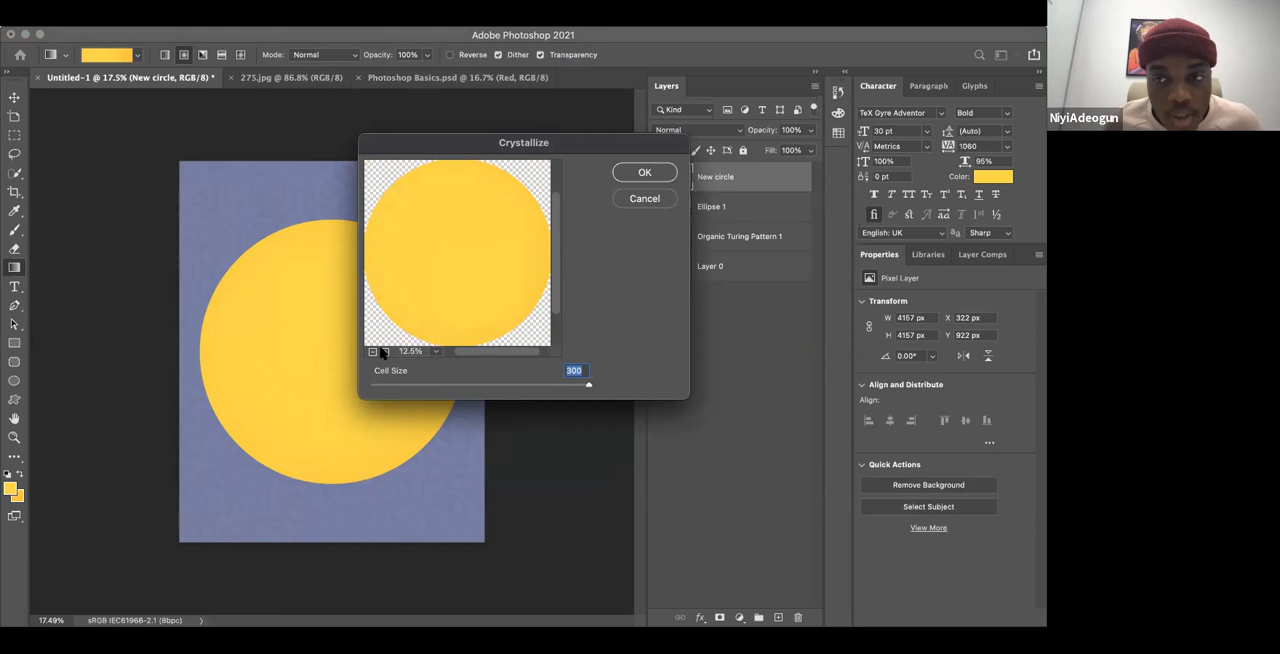 Adobe Photoshop 2021
Mode: Normal Opacity: 100% Reverse Dither Transparency
Untitled-1 @ 17.5% (New circle, RGB/8) * 275.jpg @ 86.8% (RGB/8) Photoshop Basics.psd @ 16.7% (Red, RGB/8)
Crystallize
OK
Cancel
12.5%
Cell Size 300
17.49% sRGB IEC61966-2.1 (8bpc)
Layers
Kind
Normal Opacity: 100%
Fill: 100%
New circle
Ellipse 1
Organic Turing Pattern 1
Layer 0
Character Paragraph Glyphs
TeX Gyre Adventor Bold
30 pt (Auto)
Metrics 1060
100% 95%
0 pt Color:
English: UK Sharp
Properties Libraries Layer Comps
Pixel Layer
Transform
W 4157 px X 322 px
H 4157 px Y 922 px
0.00°
Align and Distribute
Align:
Quick Actions
Remove Background
Select Subject
View More
NiyiAdeogun